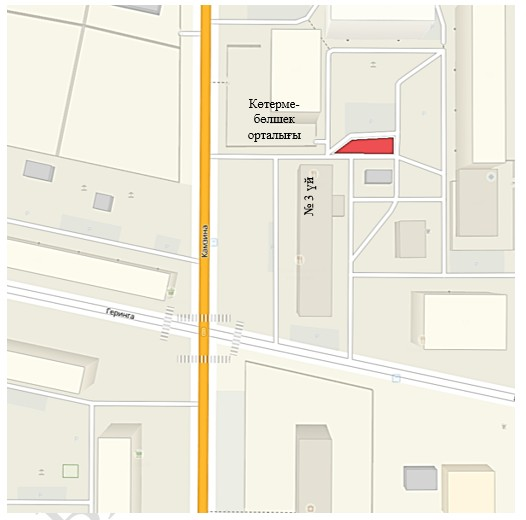 Көтерме-
бөлшек
орталығы
№ 3 үй
Камзина
Геринга